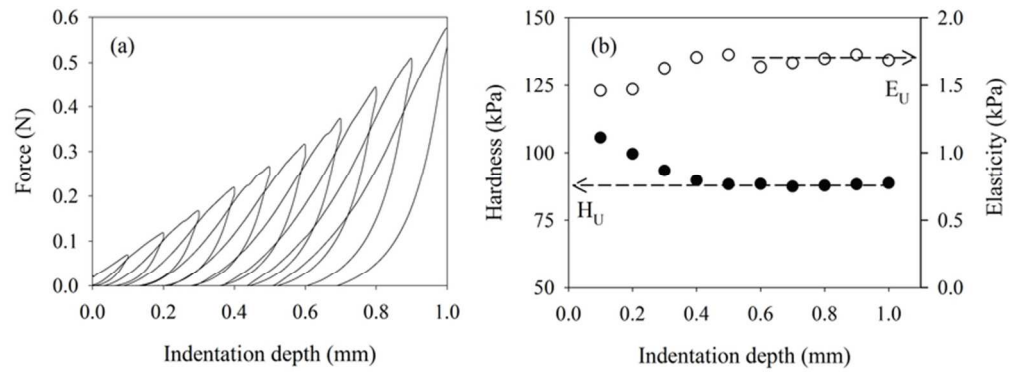 (a)
Force (N)
0.6
0.5
0.4
0.3
0.2
0.1
0.0
0.0 0.2 0.4 0.6 0.8 1.0
Indentation depth (mm)
(b)
Hardness (kPa)
150
125
100
75
50
E_U
H_U
2.0
1.5
1.0
0.5
0.0
Elasticity (kPa)
0.0 0.2 0.4 0.6 0.8 1.0
Indentation depth (mm)